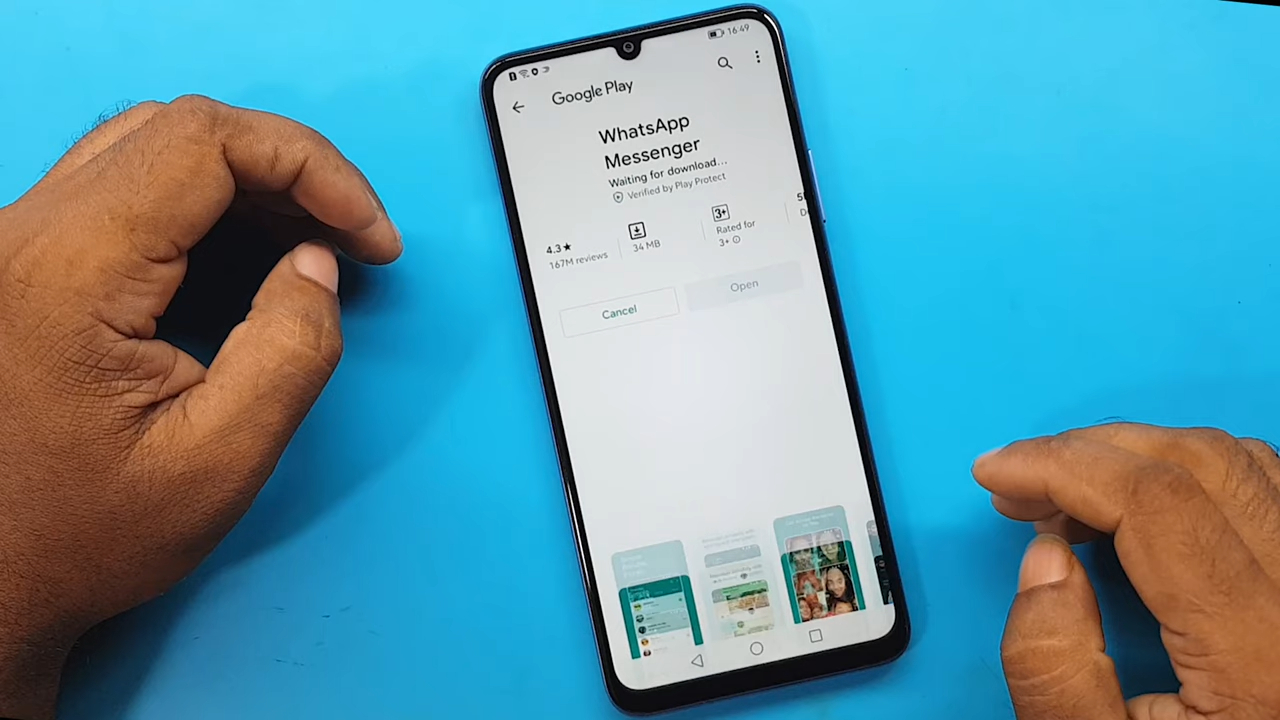 16:49
Google Play
WhatsApp
Messenger
Waiting for download...
Verified by Play Protect
4.3★
167M reviews
34 MB
3+
Rated for
3+
Cancel
Open